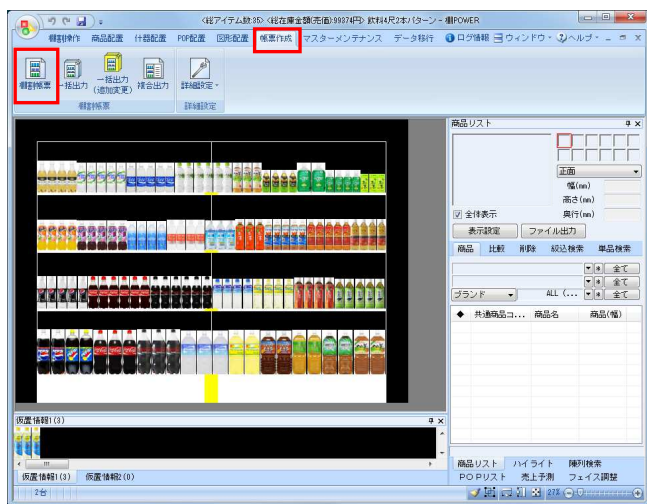 <総アイテム数:35> <総在庫金額(売価):99374円> 飲料4尺2本パターン - 棚POWER
棚割操作 商品配置 什器配置 POP配置 図形配置 帳票作成 マスターメンテナンス データ移行 ログ情報 ウィンドウ ヘルプ
棚割帳票 一括出力 一括出力(追加変更) 複合出力 詳細設定
棚割帳票 詳細設定
商品リスト
正面
幅(mm)
高さ(mm)
全体表示 奥行(mm)
表示設定 ファイル出力
商品 比較 削除 絞込検索 単品検索
* 全て
* 全て
ブランド ALL (... * 全て
◆ 共通商品コ... 商品名 商品(幅)
仮置情報1(3)
仮置情報1(3) 仮置情報2(0)
商品リスト ハイライト 陳列検索
POPリスト 売上予測 フェイス調整
2台 27%